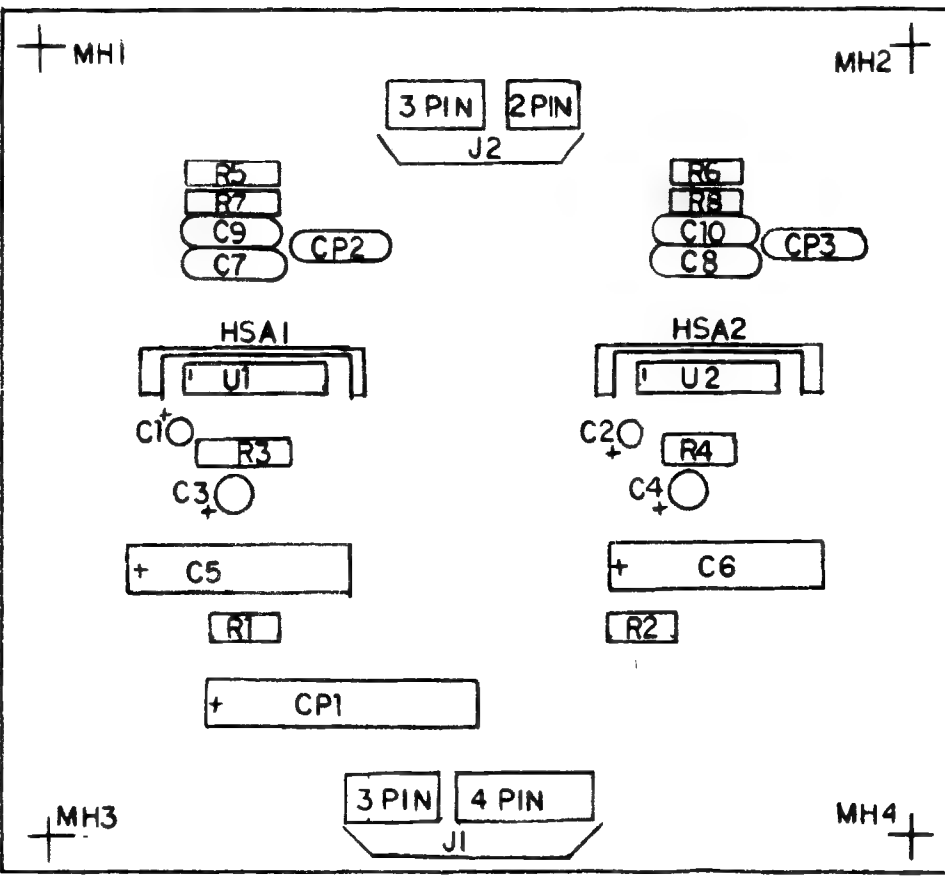 MH1
MH2
3 PIN 2 PIN
J2
R5
R6
R7
R8
C9
C10
CP2
CP3
C7
C8
HSA1
HSA2
U1
U2
+
C1
C2
+
R3
R4
C3
+
C4
+
+ C5
+ C6
R1
R2
+ CP1
3 PIN 4 PIN
J1
MH3
MH4